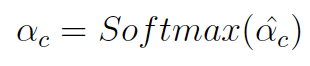 α_c = Softmax(α̂_c)